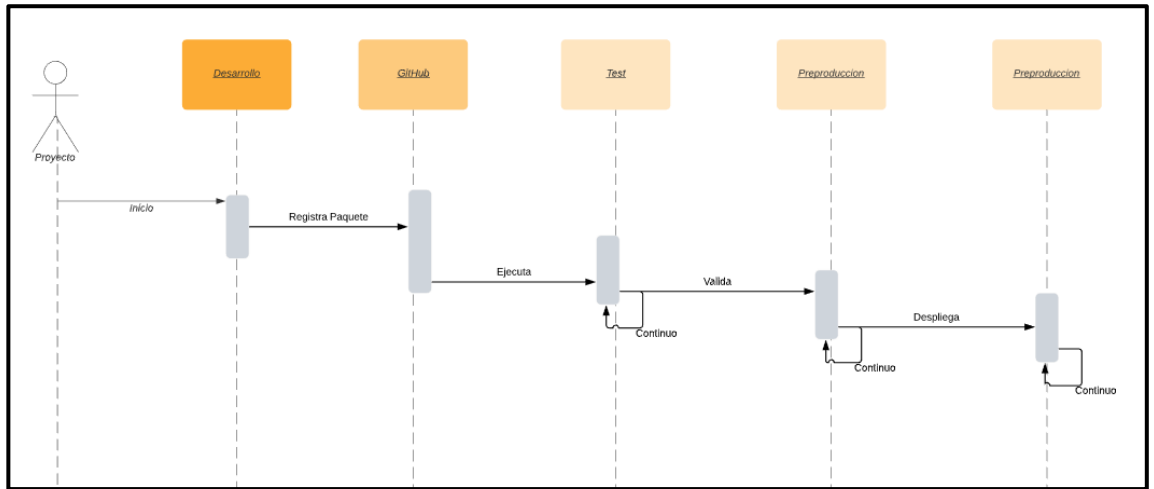 Desarrollo
GitHub
Test
Preproduccion
Preproduccion
Proyecto
Inicio
Registra Paquete
Ejecuta
Valida
Continuo
Despliega
Continuo
Continuo